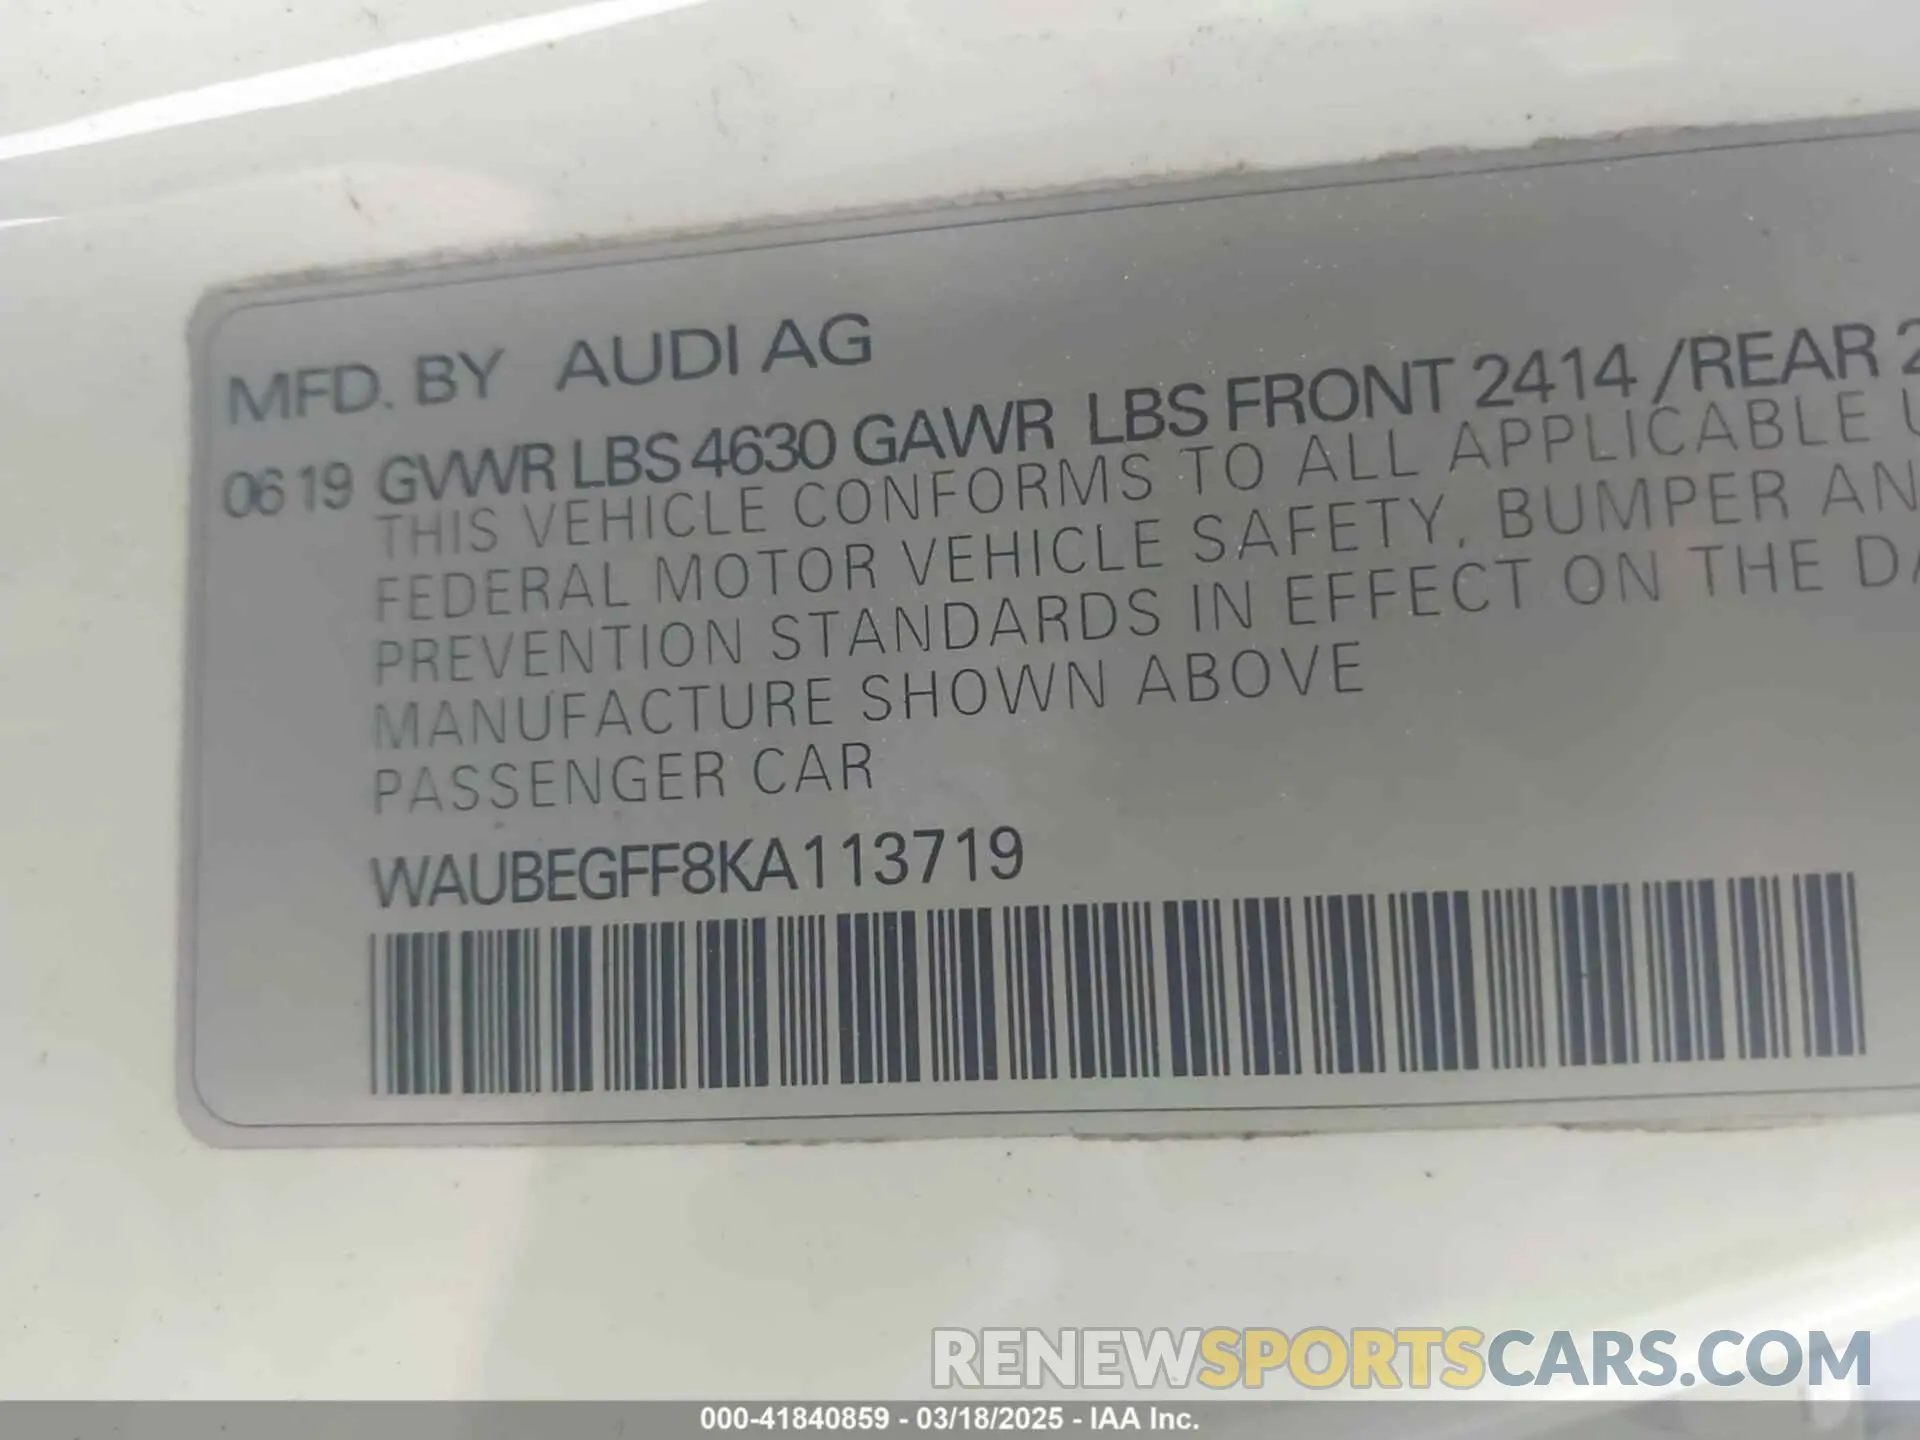 MFD. BY AUDI AG
06 19 GVWR LBS 4630 GAWR LBS FRONT 2414 /REAR
THIS VEHICLE CONFORMS TO ALL APPLICABLE
FEDERAL MOTOR VEHICLE SAFETY, BUMPER
PREVENTION STANDARDS IN EFFECT ON THE
MANUFACTURE SHOWN ABOVE
PASSENGER CAR
WAUBEGFF8KA113719
RENEWSPORTSCARS.COM
000-41840859 - 03/18/2025 - IAA Inc.